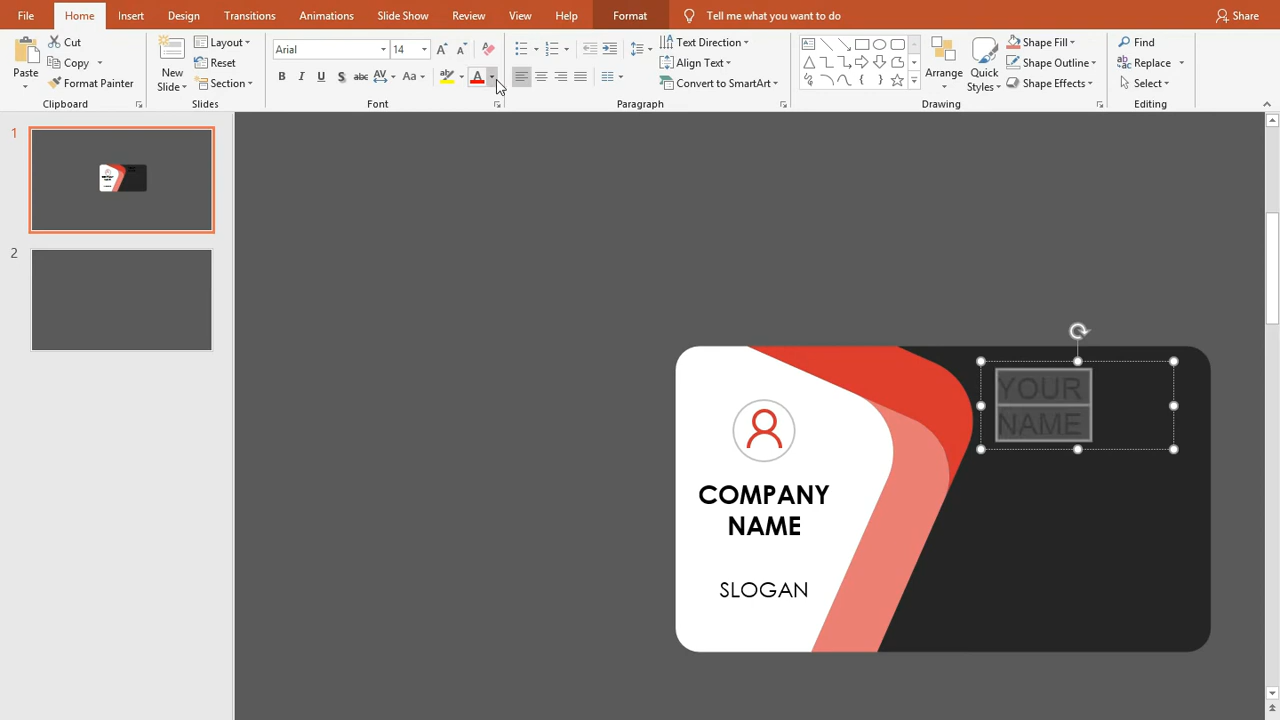 File Home Insert Design Transitions Animations Slide Show Review View Help Format Tell me what you want to do Share
Cut Layout Arial 14 Text Direction Shape Fill Find
Copy Reset Align Text Shape Outline Replace
Paste Format Painter New Slide Section B I U S abc AV Aa A Convert to SmartArt Arrange Quick Styles Shape Effects Select
Clipboard Slides Font Paragraph Drawing Editing
1
2
YOUR
NAME
COMPANY
NAME
SLOGAN